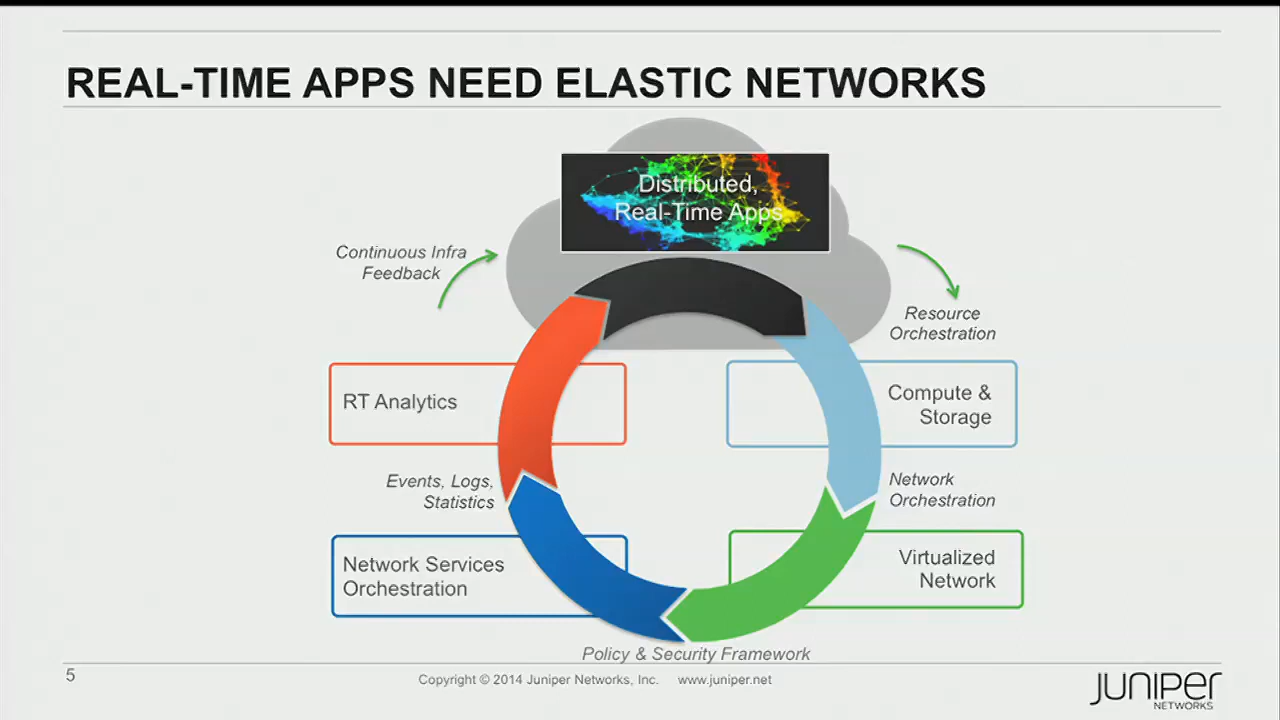 REAL-TIME APPS NEED ELASTIC NETWORKS
Distributed,
Real-Time Apps
Continuous Infra
Feedback
Resource
Orchestration
RT Analytics
Compute &
Storage
Events, Logs,
Statistics
Network
Orchestration
Network Services
Orchestration
Virtualized
Network
Policy & Security Framework
5
Copyright © 2014 Juniper Networks, Inc. www.juniper.net
JUNIPER
NETWORKS